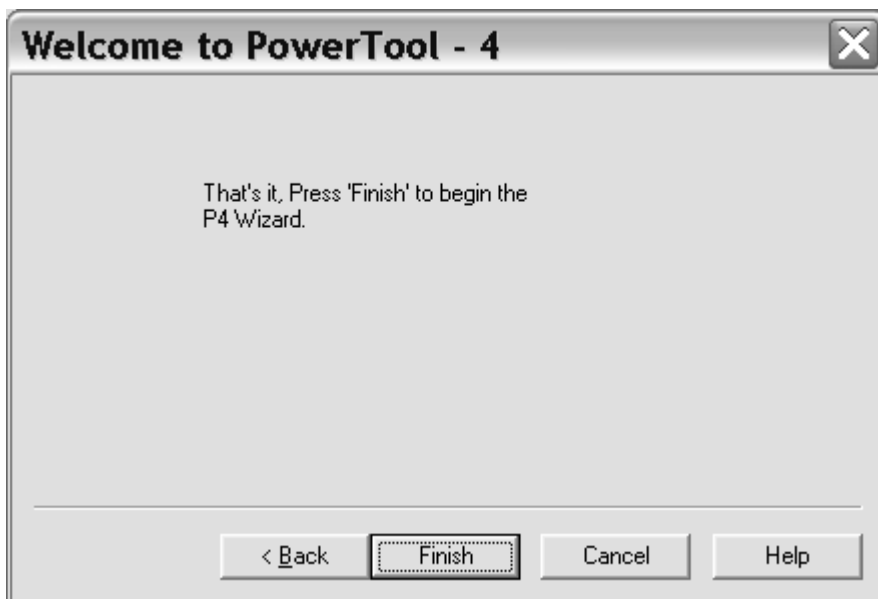 Welcome to PowerTool - 4
That's it, Press 'Finish' to begin the
P4 Wizard.
< Back Finish Cancel Help